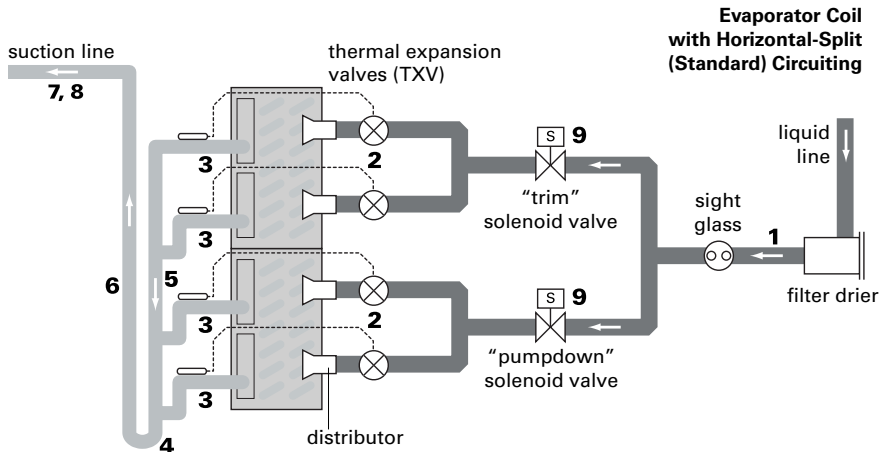 Evaporator Coil
with Horizontal-Split
(Standard) Circuiting
suction line
7, 8
thermal expansion
valves (TXV)
liquid
line
S
9
3
2
"trim"
solenoid valve
sight
glass
1
3
6
5
filter drier
S
9
3
2
"pumpdown"
solenoid valve
3
4
distributor